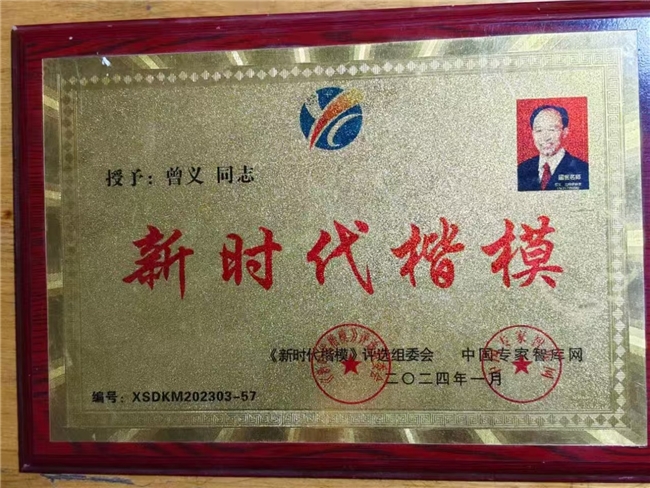 授予：曾义 同志
新时代楷模
《新时代楷模》评选组委会 中国专家智库网
二〇二四年一月
编号：XSDKM202303-57